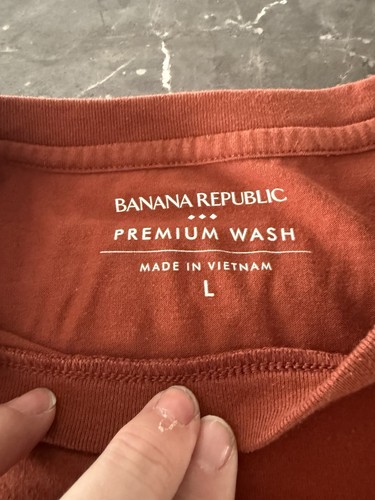 BANANA REPUBLIC
PREMIUM WASH
MADE IN VIETNAM
L